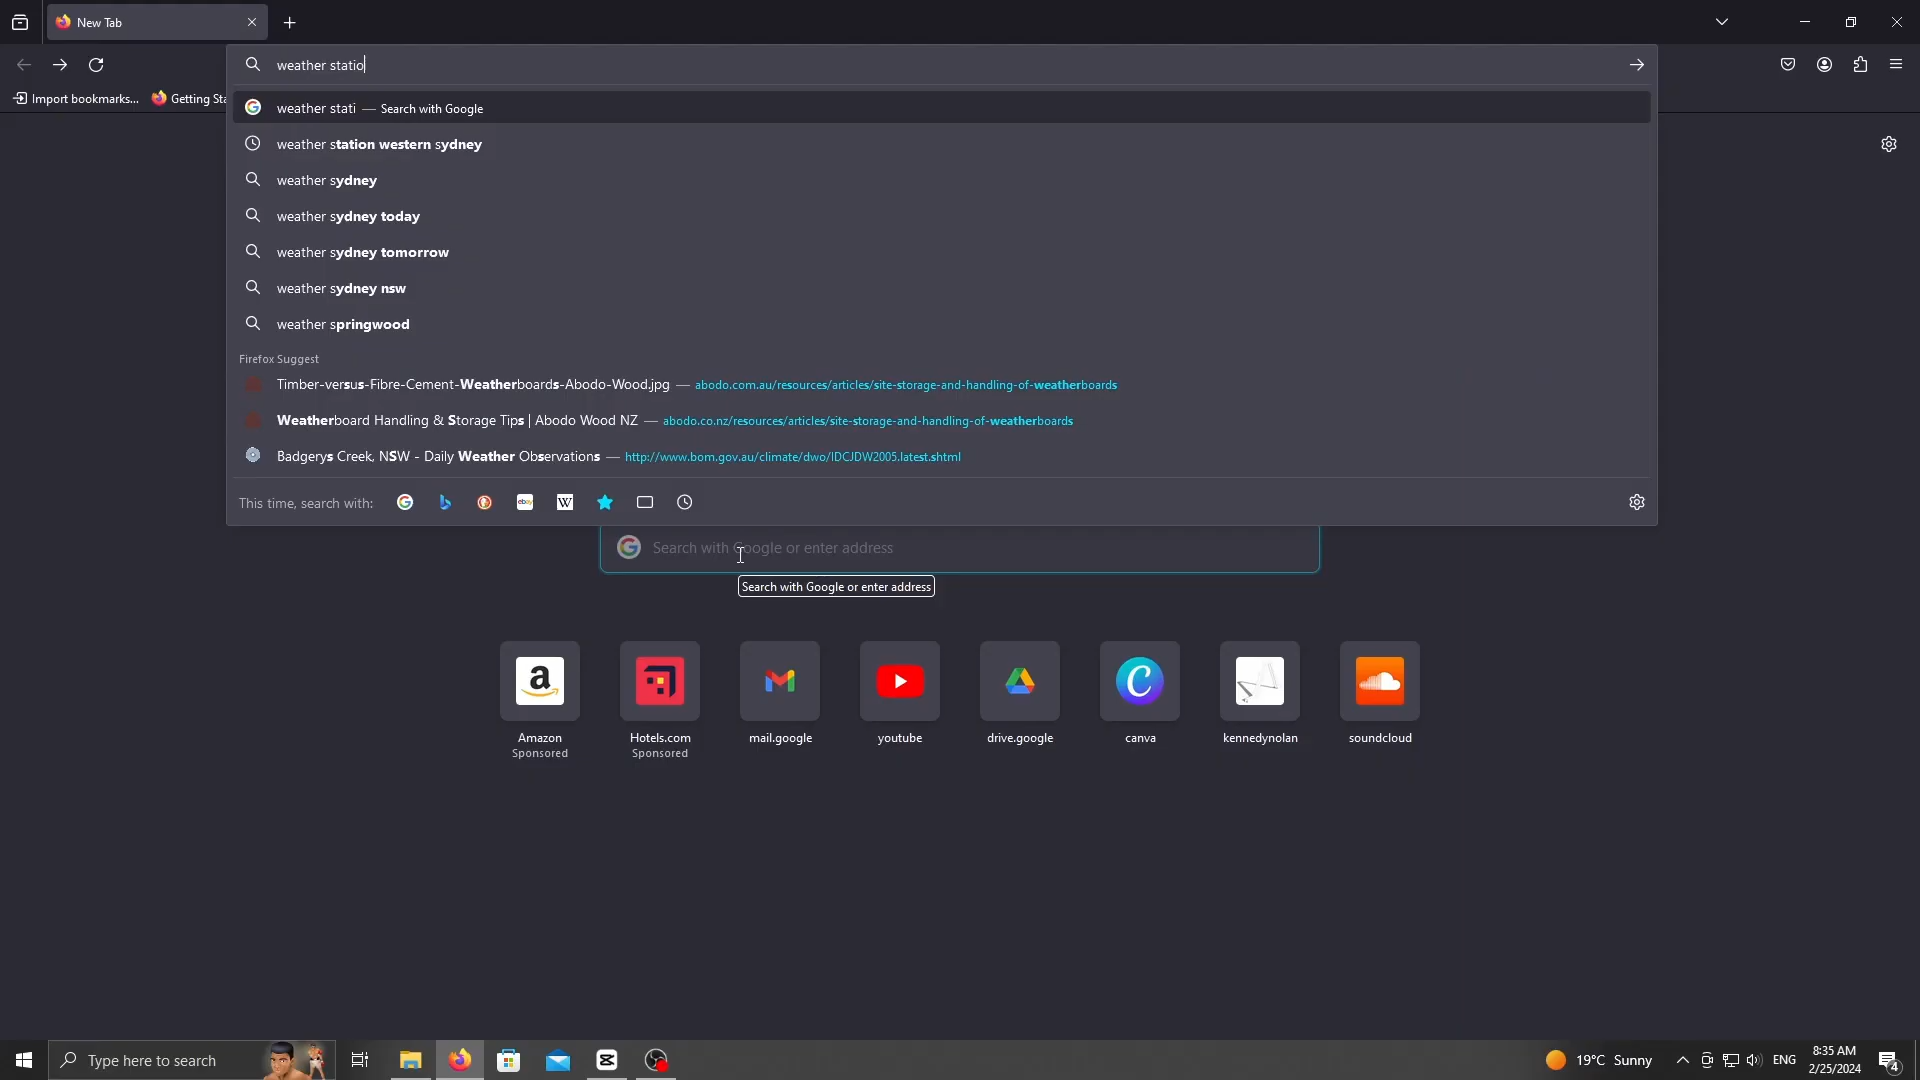 New Tab
weather statio
Import bookmarks...
Getting Sta
weather stati — Search with Google
weather station western sydney
weather sydney
weather sydney today
weather sydney tomorrow
weather sydney nsw
weather springwood
Firefox Suggest
Timber-versus-Fibre-Cement-Weatherboards-Abodo-Wood.jpg — abodo.com.au/resources/articles/site-storage-and-handling-of-weatherboards
Weatherboard Handling & Storage Tips | Abodo Wood NZ — abodo.co.nz/resources/articles/site-storage-and-handling-of-weatherboards
Badgerys Creek, NSW - Daily Weather Observations — http://www.bom.gov.au/climate/dwo/IDCJDW2005.latest.shtml
This time, search with:
ebay
W
Search with Google or enter address
Search with Google or enter address
a
C
Amazon
Sponsored
Hotels.com
Sponsored
mail.google
youtube
drive.google
canva
kennedynolan
soundcloud
Type here to search
19°C Sunny
ENG
8:35 AM
2/25/2024
4